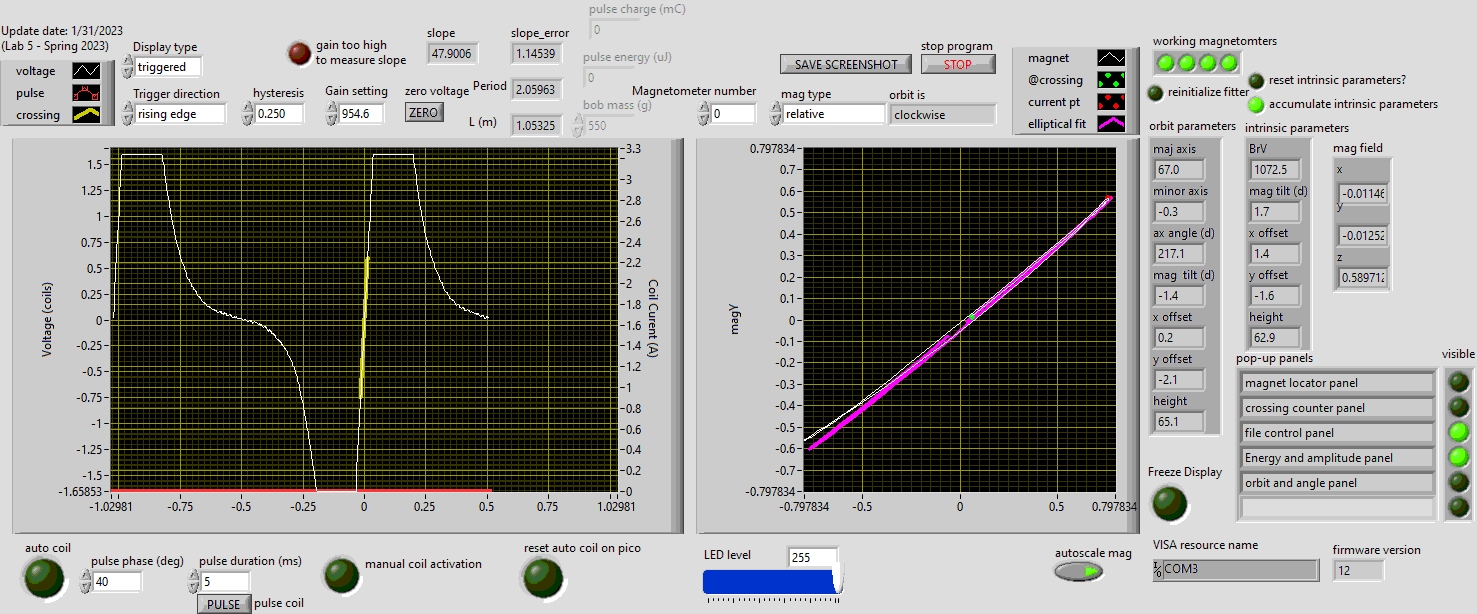 Update date: 1/31/2023
(Lab 5 - Spring 2023)
voltage
pulse
crossing
Display type
triggered
Trigger direction
rising edge
gain too high
to measure slope
hysteresis
0.250
Gain setting
954.6
slope
47.9006
slope_error
1.14539
zero voltage
ZERO
Period
2.05963
L (m)
1.05325
pulse charge (mC)
0
pulse energy (uJ)
0
bob mass (g)
550
Magnetometer number
0
SAVE SCREENSHOT
stop program
STOP
mag type
relative
orbit is
clockwise
magnet
@crossing
current pt
elliptical fit
working magnetomters
reinitialize fitter
reset intrinsic parameters?
accumulate intrinsic parameters
Voltage (coils)
1.5
1.25
1
0.75
0.5
0.25
0
-0.25
-0.5
-0.75
-1
-1.25
-1.5
-1.65853
-1.02981
-0.75
-0.5
-0.25
0
0.25
0.5
0.75
1.02981
3.3
3
2.8
2.6
2.4
2.2
2
1.8
1.6
1.4
1.2
1
0.8
0.6
0.4
0.2
0
Coil Current (A)
magy
0.797834
0.7
0.6
0.5
0.4
0.3
0.2
0.1
0
-0.1
-0.2
-0.3
-0.4
-0.5
-0.6
-0.7
-0.797834
-0.797834
-0.5
0
0.5
0.797834
orbit parameters
maj axis
67.0
minor axis
-0.3
ax angle (d)
217.1
mag tilt (d)
-1.4
x offset
0.2
y offset
-2.1
height
65.1
intrinsic parameters
BrV
1072.5
mag tilt (d)
1.7
x offset
1.4
y offset
-1.6
height
62.9
mag field
x
-0.01146
y
-0.01252
z
0.589712
pop-up panels
visible
magnet locator panel
crossing counter panel
file control panel
Energy and amplitude panel
orbit and angle panel
Freeze Display
auto coil
pulse phase (deg)
40
pulse duration (ms)
5
PULSE
pulse coil
manual coil activation
reset auto coil on pico
LED level
255
autoscale mag
VISA resource name
COM3
firmware version
12